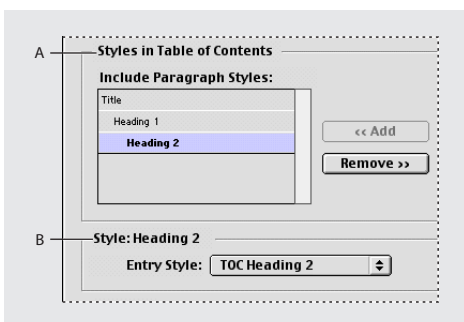 A
Styles in Table of Contents
Include Paragraph Styles:
Title
Heading 1
Heading 2
<< Add
Remove >>
B
Style: Heading 2
Entry Style: TOC Heading 2